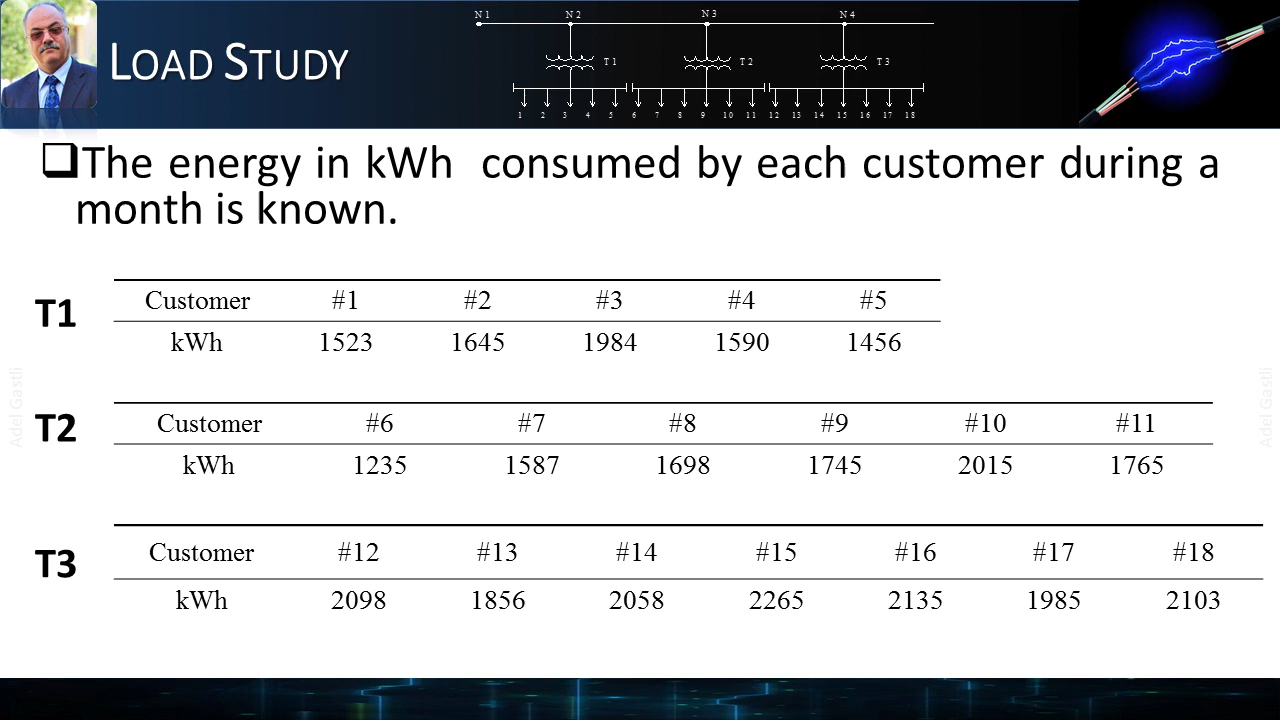 LOAD STUDY
N 1 N 2 N 3 N 4
T 1 T 2 T 3
1 2 3 4 5 6 7 8 9 10 11 12 13 14 15 16 17 18
The energy in kWh consumed by each customer during a
month is known.
T1
Customer #1 #2 #3 #4 #5
kWh 1523 1645 1984 1590 1456
T2
Customer #6 #7 #8 #9 #10 #11
kWh 1235 1587 1698 1745 2015 1765
T3
Customer #12 #13 #14 #15 #16 #17 #18
kWh 2098 1856 2058 2265 2135 1985 2103
Adel Gastli
Adel Gastli